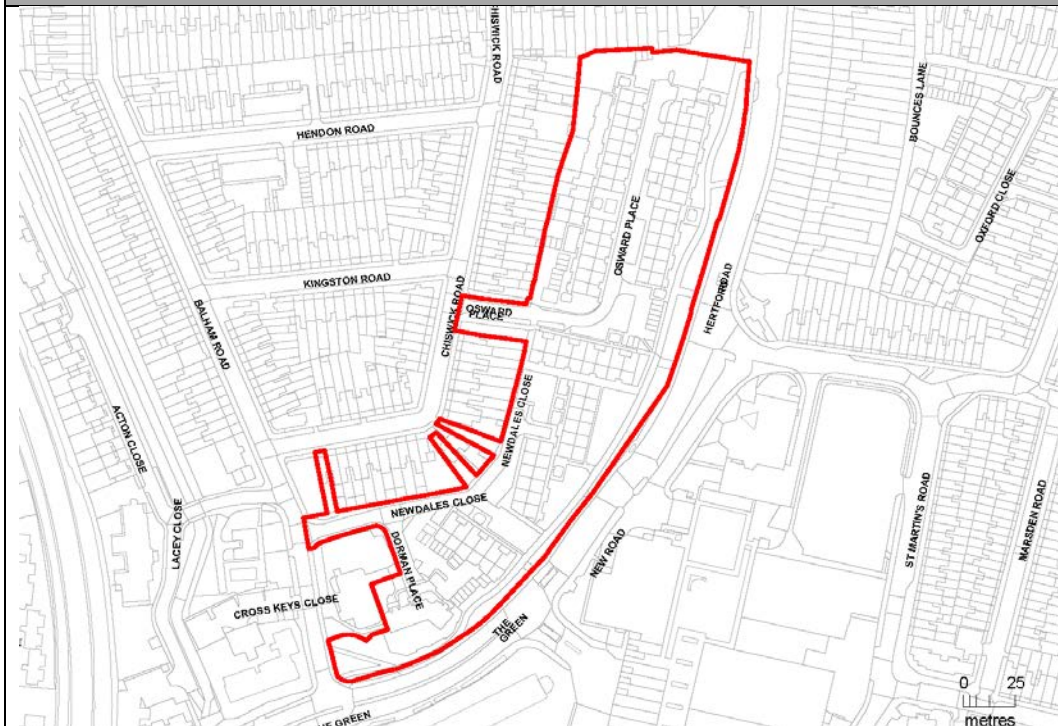 CHISWICK ROAD
HENDON ROAD
BOUNCES LANE
OXFORD CLOSE
OSWARD PLACE
KINGSTON ROAD
HERTFORD ROAD
BALHAM ROAD
CHISWICK ROAD
OSWARD
PLACE
ACTON CLOSE
NEWDALES CLOSE
NEWDALES CLOSE
LACEY CLOSE
DORMAN PLACE
NEW ROAD
ST MARTIN'S ROAD
MARSDEN ROAD
CROSS KEYS CLOSE
THE
GREEN
THE GREEN
0 25
metres